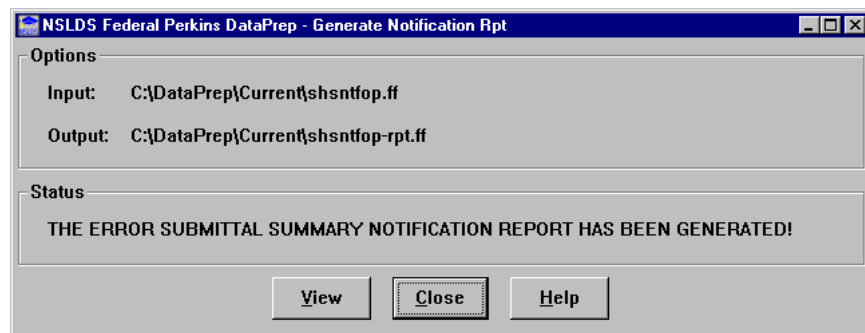 NSLDS Federal Perkins DataPrep - Generate Notification Rpt
Options
Input: C:\DataPrep\Current\shsntfop.ff
Output: C:\DataPrep\Current\shsntfop-rpt.ff
Status
THE ERROR SUBMITTAL SUMMARY NOTIFICATION REPORT HAS BEEN GENERATED!
View Close Help